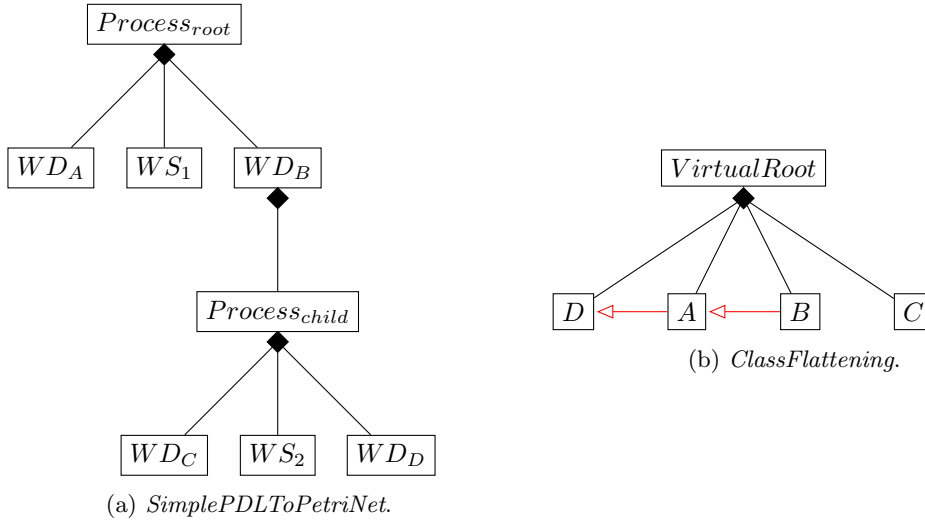 Process_root
WD_A WS_1 WD_B
Process_child
WD_C WS_2 WD_D
(a) SimplePDLToPetriNet.
VirtualRoot
D A B C
(b) ClassFlattening.